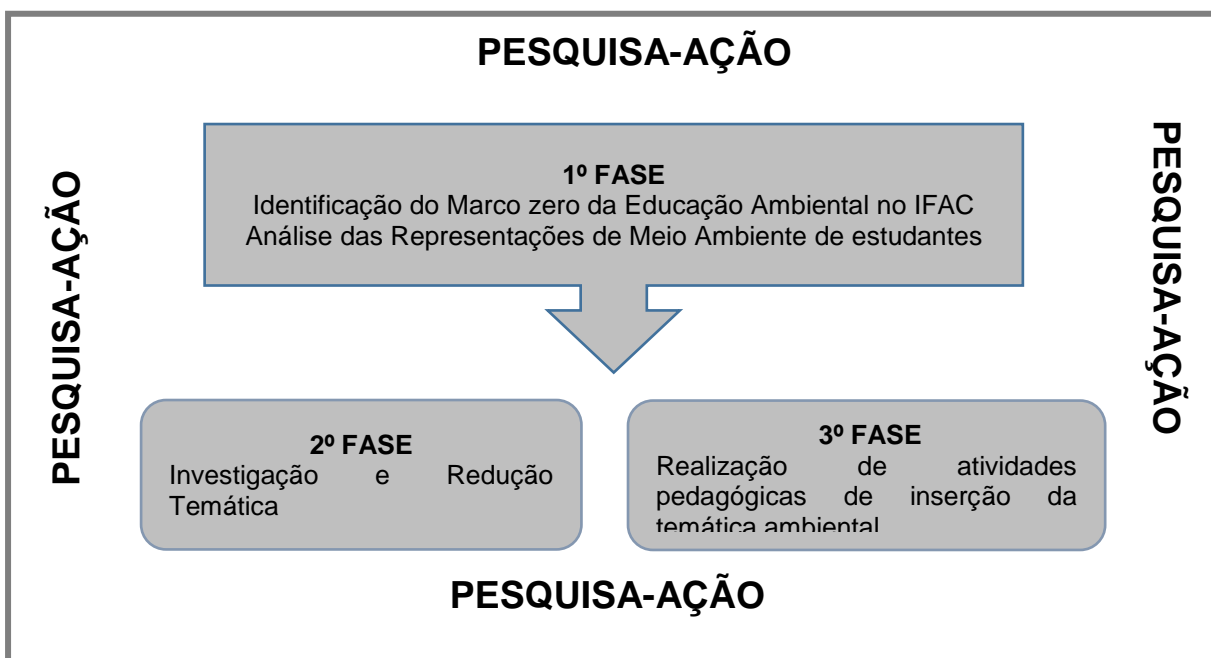 PESQUISA-AÇÃO
PESQUISA-AÇÃO
PESQUISA-AÇÃO
1º FASE
Identificação do Marco zero da Educação Ambiental no IFAC
Análise das Representações de Meio Ambiente de estudantes
2º FASE
Investigação e Redução
Temática
3º FASE
Realização de atividades
pedagógicas de inserção da
temática ambiental
PESQUISA-AÇÃO